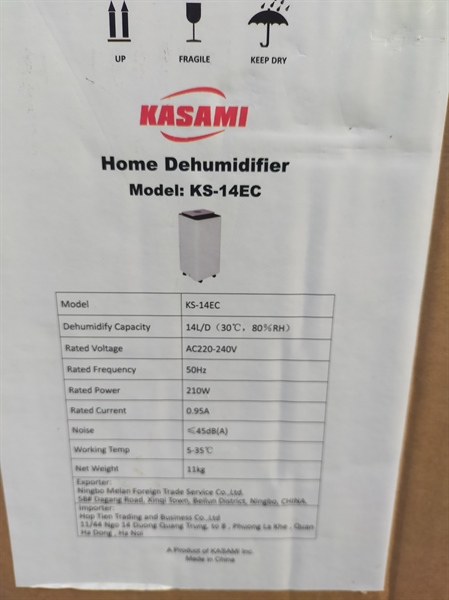 UP FRAGILE KEEP DRY
KASAMI
Home Dehumidifier
Model: KS-14EC
Model KS-14EC
Dehumidify Capacity 14L/D (30℃, 80%RH)
Rated Voltage AC220-240V
Rated Frequency 50Hz
Rated Power 210W
Rated Current 0.95A
Noise ≤45dB(A)
Working Temp 5-35℃
Net Weight 11kg
Exporter:
Ningbo Melan Foreign Trade Service Co.,Ltd.
58# Dagang Road, Xinqi Town, Beilun District, Ningbo, CHINA.
Importer:
Hop Tien Trading and Business Co., Ltd
11/44 Ngo 14 Duong Quang Trung, to 8 , Phuong La Khe , Quan
Ha Dong , Ha Noi
A Product of KASAMI Inc.
Made in China